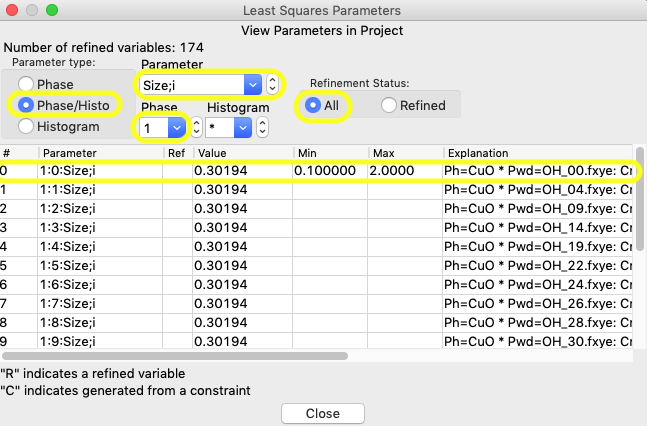 Least Squares Parameters
View Parameters in Project
Number of refined variables: 174
Parameter type:
Phase
Phase/Histo
Histogram
Parameter
Size;i
Phase Histogram
1 *
Refinement Status:
All Refined
# Parameter Ref Value Min Max Explanation
0 1:0:Size;i 0.30194 0.100000 2.0000 Ph=CuO * Pwd=OH_00.fxye: Cr
1 1:1:Size;i 0.30194 Ph=CuO * Pwd=OH_04.fxye: Cr
2 1:2:Size;i 0.30194 Ph=CuO * Pwd=OH_09.fxye: Cr
3 1:3:Size;i 0.30194 Ph=CuO * Pwd=OH_14.fxye: Cr
4 1:4:Size;i 0.30194 Ph=CuO * Pwd=OH_19.fxye: Cr
5 1:5:Size;i 0.30194 Ph=CuO * Pwd=OH_22.fxye: Cr
6 1:6:Size;i 0.30194 Ph=CuO * Pwd=OH_24.fxye: Cr
7 1:7:Size;i 0.30194 Ph=CuO * Pwd=OH_26.fxye: Cr
8 1:8:Size;i 0.30194 Ph=CuO * Pwd=OH_28.fxye: Cr
9 1:9:Size;i 0.30194 Ph=CuO * Pwd=OH_30.fxye: Cr
"R" indicates a refined variable
"C" indicates generated from a constraint
Close